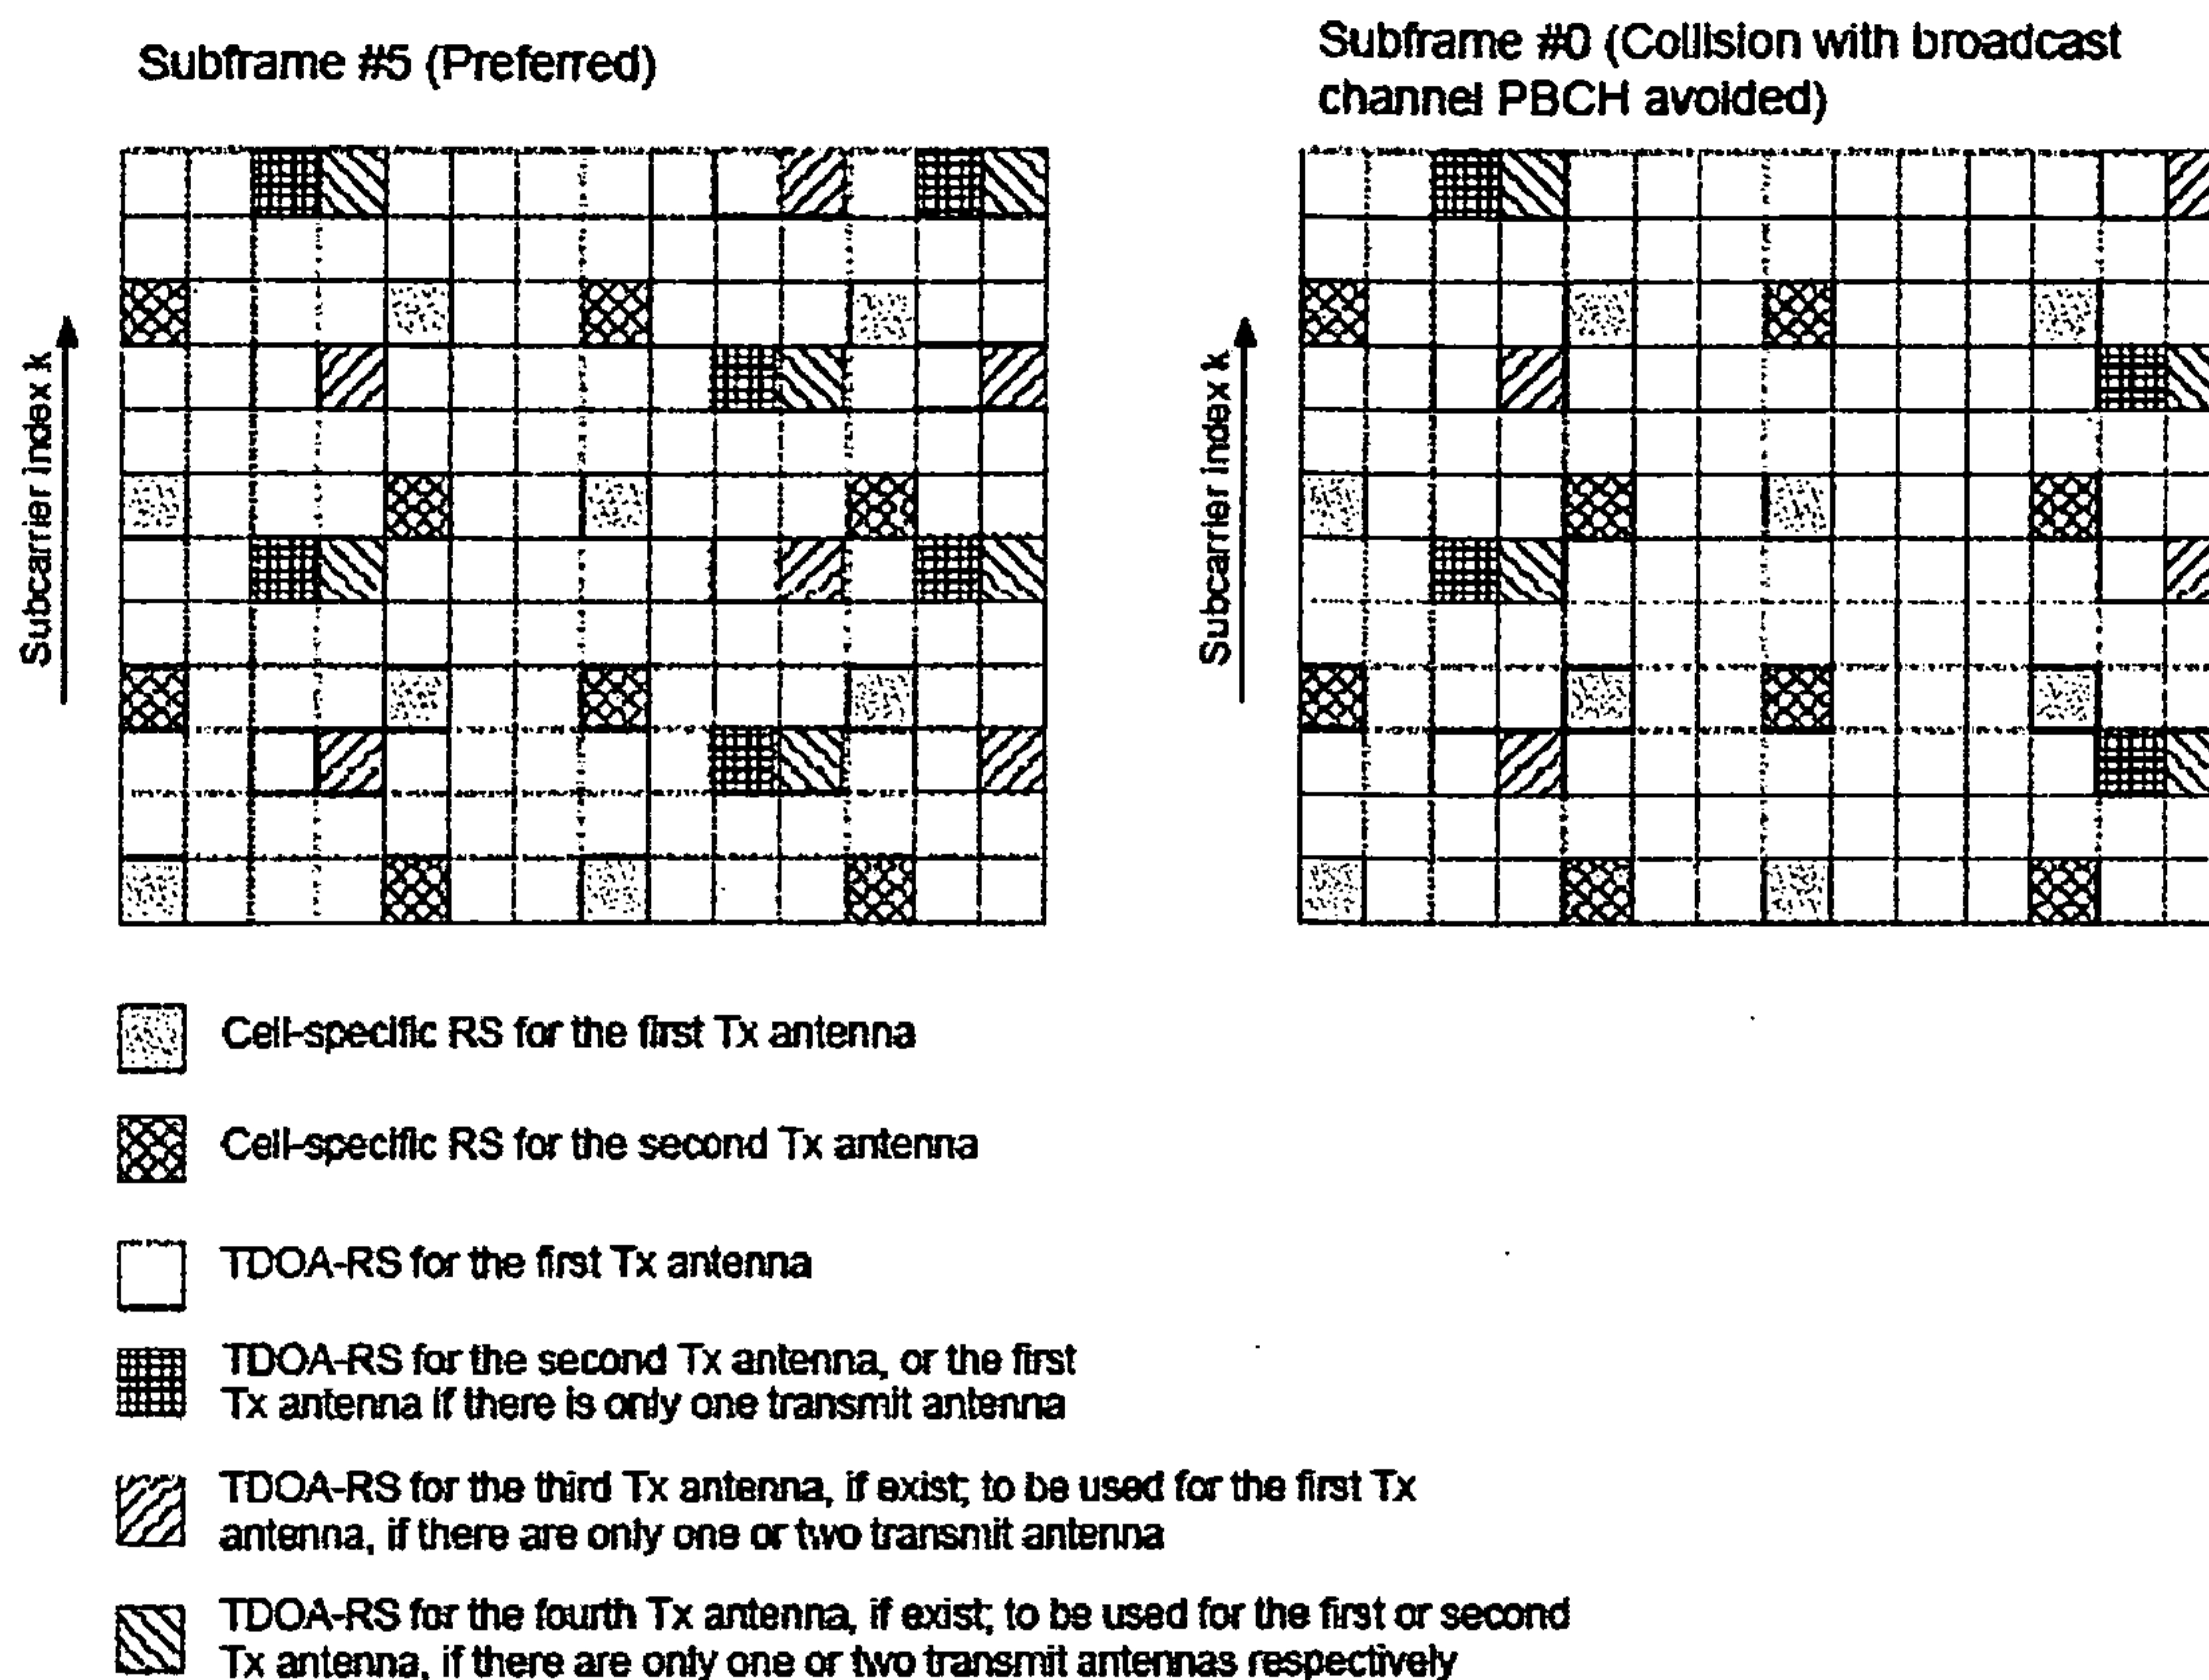 Subframe #5 (Preferred)
Subframe #0 (Collision with broadcast
channel PBCH avoided)
Subcarrier index k
Subcarrier index k
Cell-specific RS for the first Tx antenna
Cell-specific RS for the second Tx antenna
TDOA-RS for the first Tx antenna
TDOA-RS for the second Tx antenna, or the first
Tx antenna if there is only one transmit antenna
TDOA-RS for the third Tx antenna, if exist; to be used for the first Tx
antenna, if there are only one or two transmit antenna
TDOA-RS for the fourth Tx antenna, if exist; to be used for the first or second
Tx antenna, if there are only one or two transmit antennas respectively